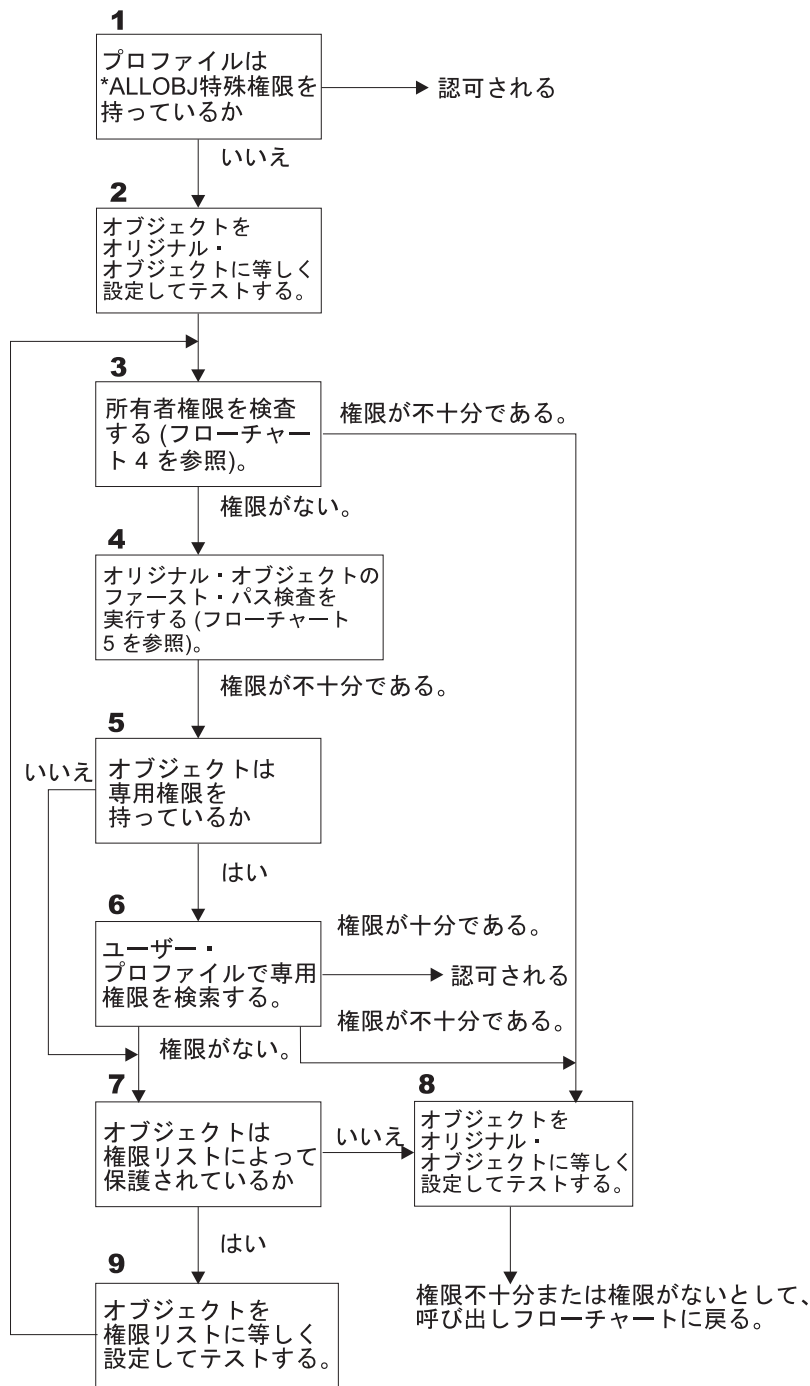 1
プロファイルは
*ALLOBJ特殊権限を
持っているか
認可される
いいえ
2
オブジェクトを
オリジナル・
オブジェクトに等しく
設定してテストする。
3
所有者権限を検査
する (フローチャー
ト 4 を参照)。
権限が不十分である。
権限がない。
4
オリジナル・オブジェクトの
ファースト・パス検査を
実行する (フローチャート
5 を参照)。
権限が不十分である。
5
いいえ
オブジェクトは
専用権限を
持っているか
はい
6
ユーザー・
プロファイルで専用
権限を検索する。
権限が十分である。
認可される
権限が不十分である。
権限がない。
7
オブジェクトは
権限リストによって
保護されているか
いいえ
8
オブジェクトを
オリジナル・
オブジェクトに等しく
設定してテストする。
はい
9
オブジェクトを
権限リストに等しく
設定してテストする。
権限不十分または権限がないとして、
呼び出しフローチャートに戻る。